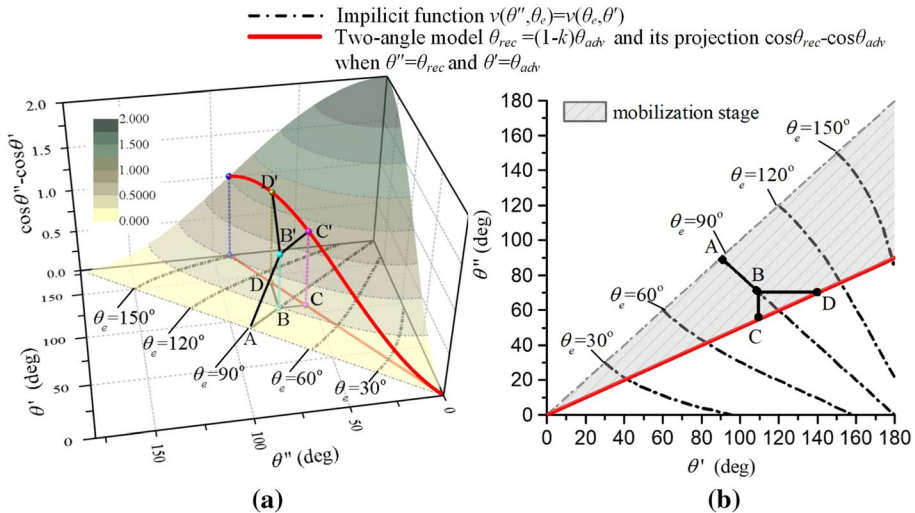 Impilicit function v(θ'',θe)=v(θe,θ')
Two-angle model θrec =(1-k)θadv and its projection cosθrec-cosθadv
when θ''=θrec and θ'=θadv
2.0
1.5
1.0
0.5
0.0
cosθ''-cosθ'
2.000
1.500
1.000
0.5000
0.000
D'
B'
C'
D
B
C
A
θe=150°
θe=120°
θe=90°
θe=60°
θe=30°
150
100
50
0
θ' (deg)
150
100
50
0
θ'' (deg)
(a)
180
160
140
120
100
80
60
40
20
0
θ'' (deg)
mobilization stage
θe=150°
θe=120°
θe=90°
θe=60°
θe=30°
A
B
C
D
0 20 40 60 80 100 120 140 160 180
θ' (deg)
(b)